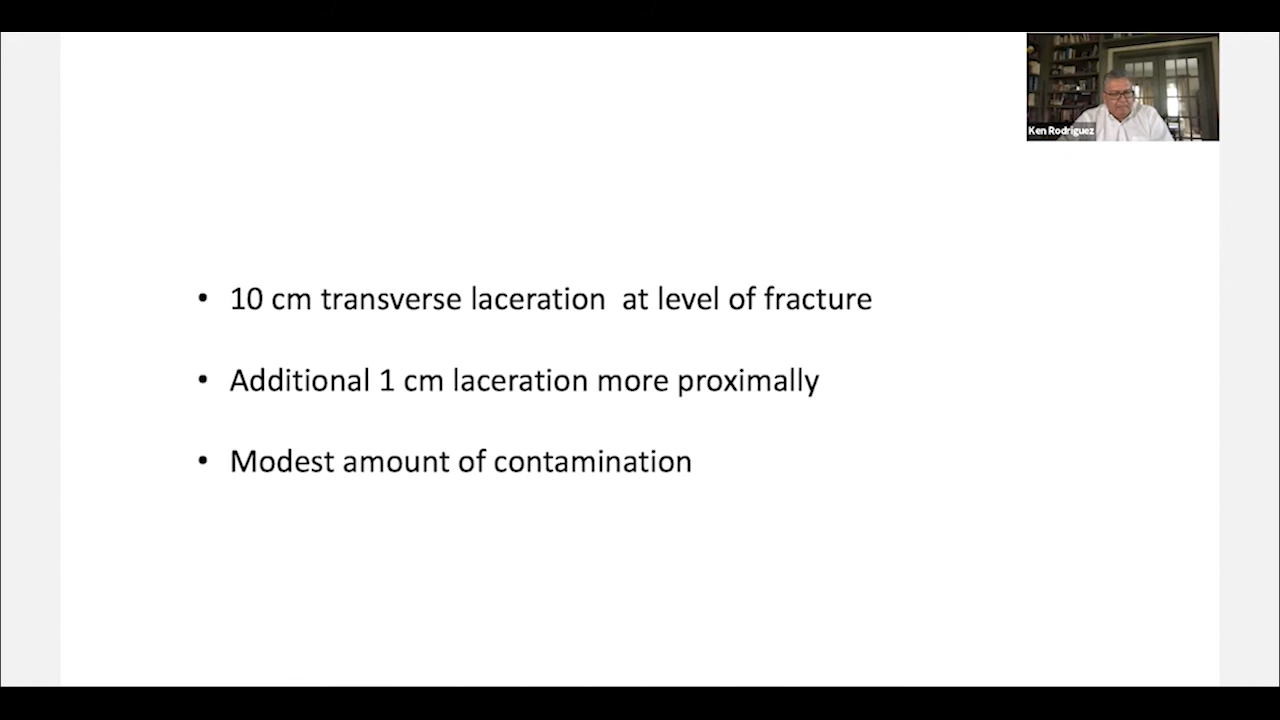 Ken Rodriguez
• 10 cm transverse laceration  at level of fracture
• Additional 1 cm laceration more proximally
• Modest amount of contamination